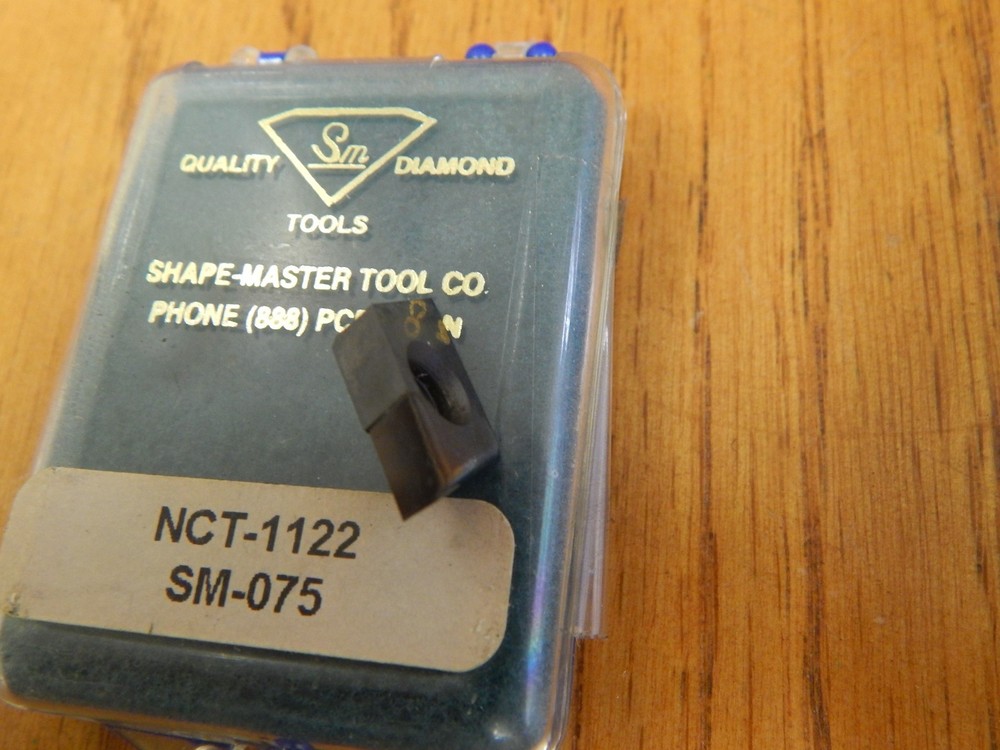 Sm
QUALITY DIAMOND
TOOLS
SHAPE-MASTER TOOL CO.
PHONE (888)
NCT-1122
SM-075